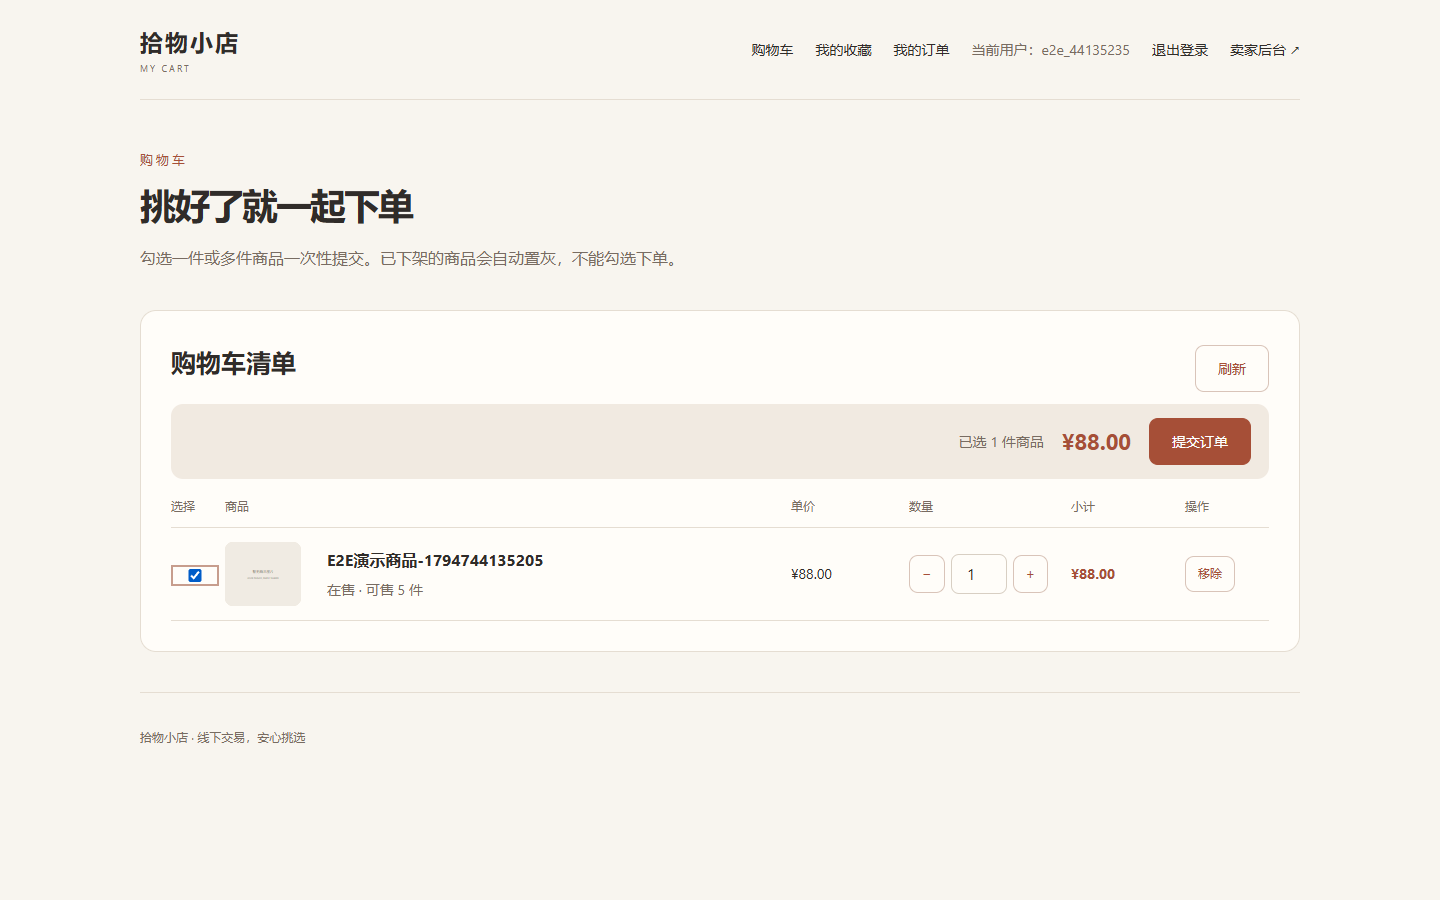 拾物小店
MY CART
购物车 我的收藏 我的订单 当前用户：e2e_44135235 退出登录 卖家后台 ↗
购物车
挑好了就一起下单
勾选一件或多件商品一次性提交。已下架的商品会自动置灰，不能勾选下单。
购物车清单
刷新
已选 1 件商品 ¥88.00 提交订单
选择 商品 单价 数量 小计 操作
E2E演示商品-1794744135205
在售 · 可售 5 件
¥88.00 − 1 + ¥88.00 移除
拾物小店 · 线下交易，安心挑选